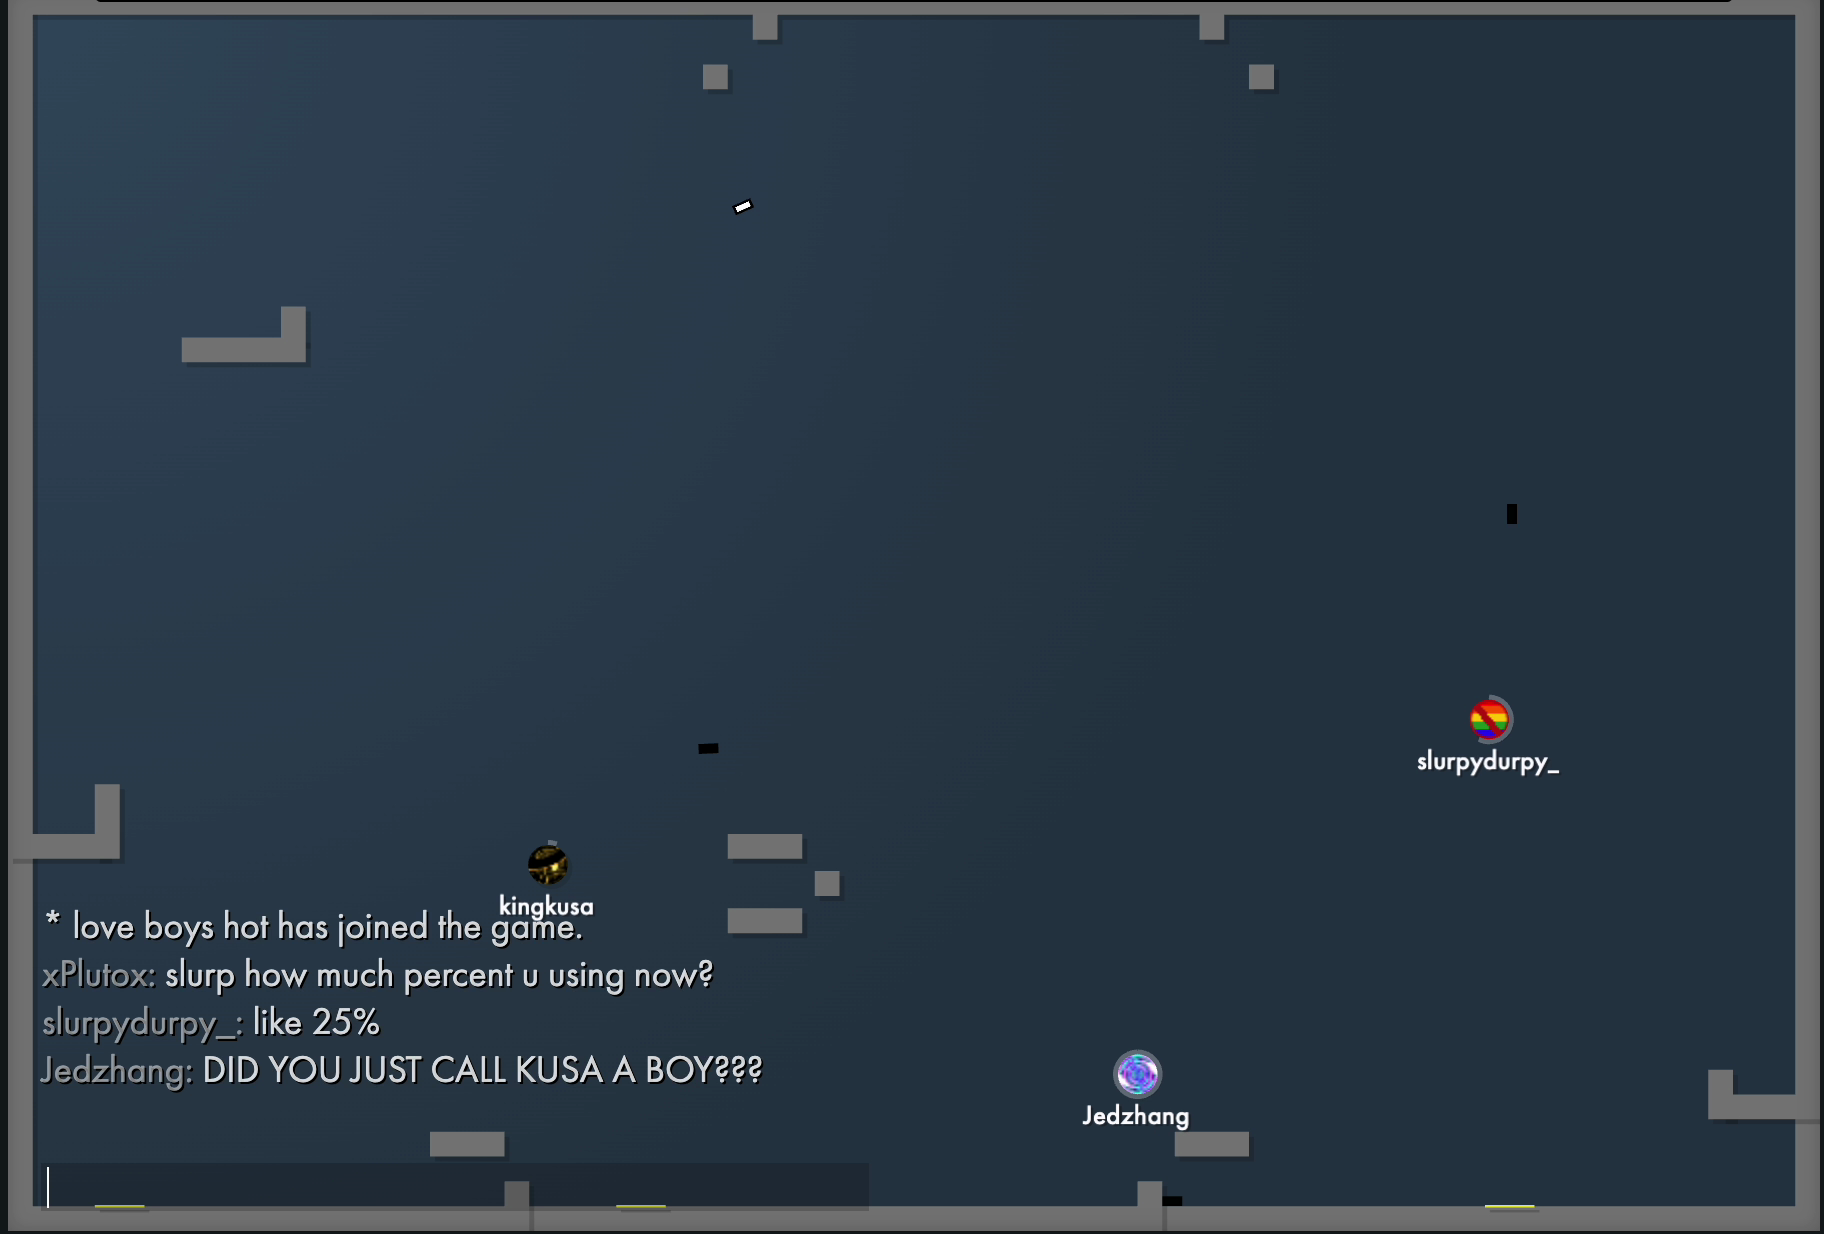 slurpydurpy_
kingkusa
* love boys hot has joined the game.
xPlutox: slurp how much percent u using now?
slurpydurpy_: like 25%
Jedzhang: DID YOU JUST CALL KUSA A BOY???
Jedzhang